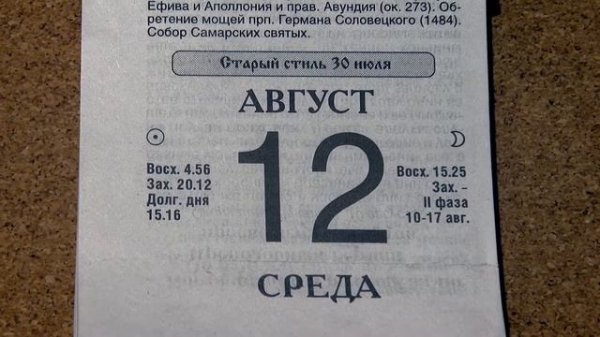 Ефива и Аполлония и прав. Авундия (ок. 273). Об-
ретение мощей прп. Германа Соловецкого (1484).
Собор Самарских святых.
Старый стиль 30 июля
АВГУСТ
12
Восх. 4.56
Зах. 20.12
Долг. дня
15.16
Восх. 15.25
Зах. –
II фаза
10-17 авг.
СРЕДА